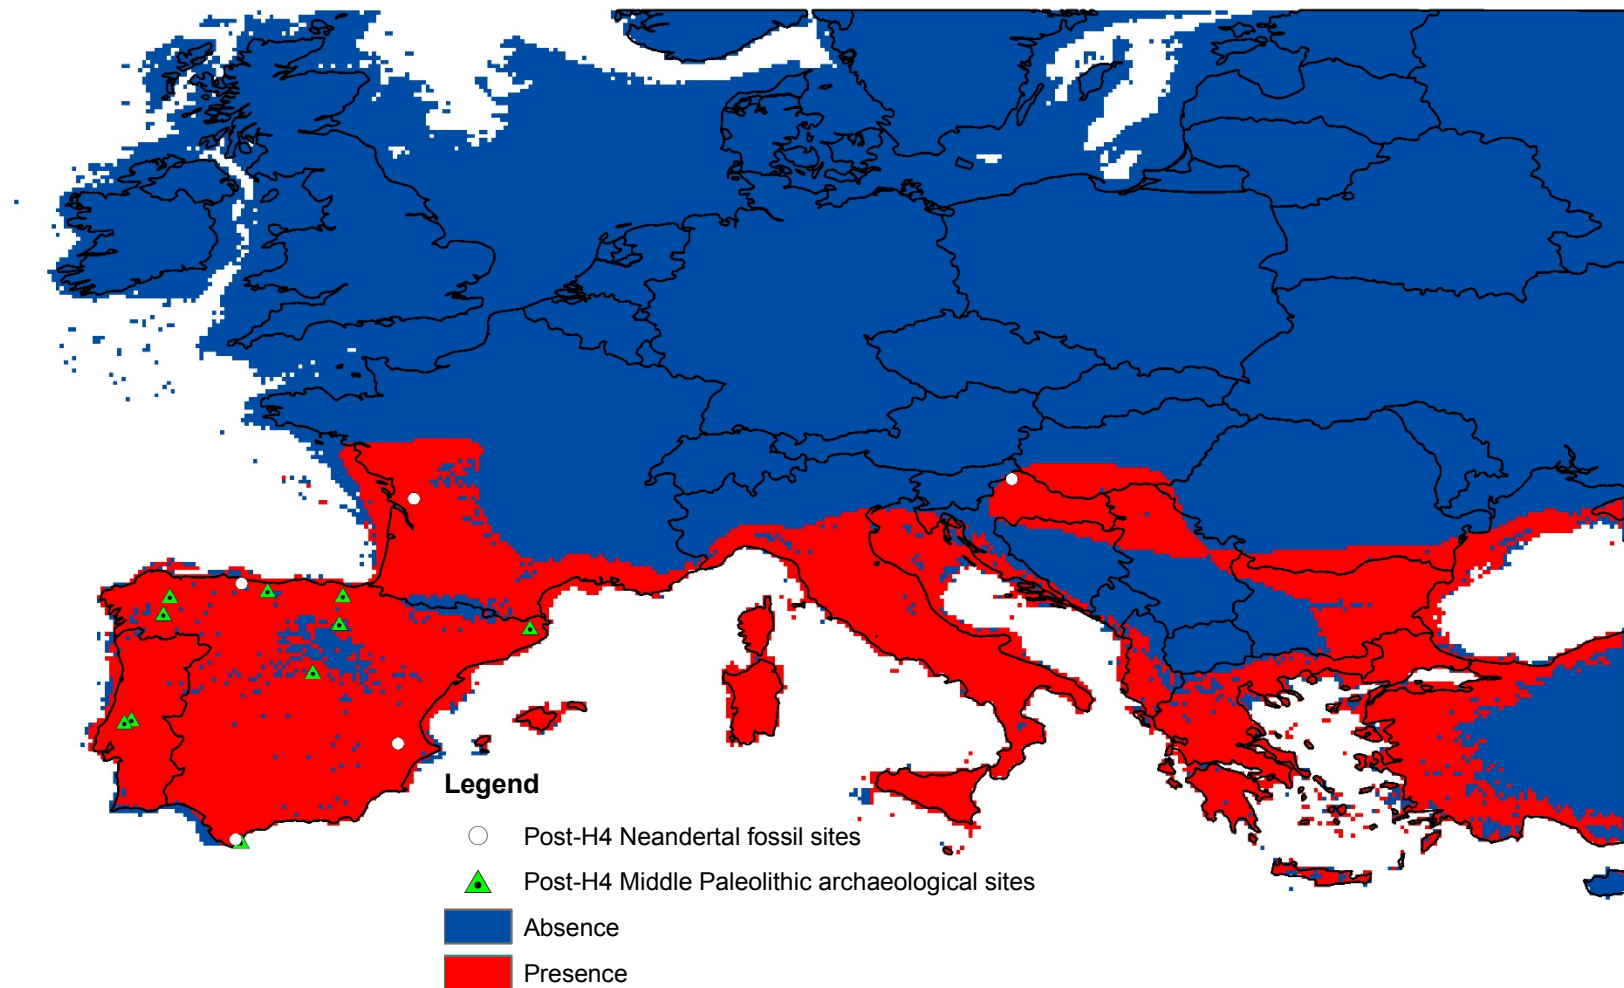 Legend
Post-H4 Neandertal fossil sites
Post-H4 Middle Paleolithic archaeological sites
Absence
Presence